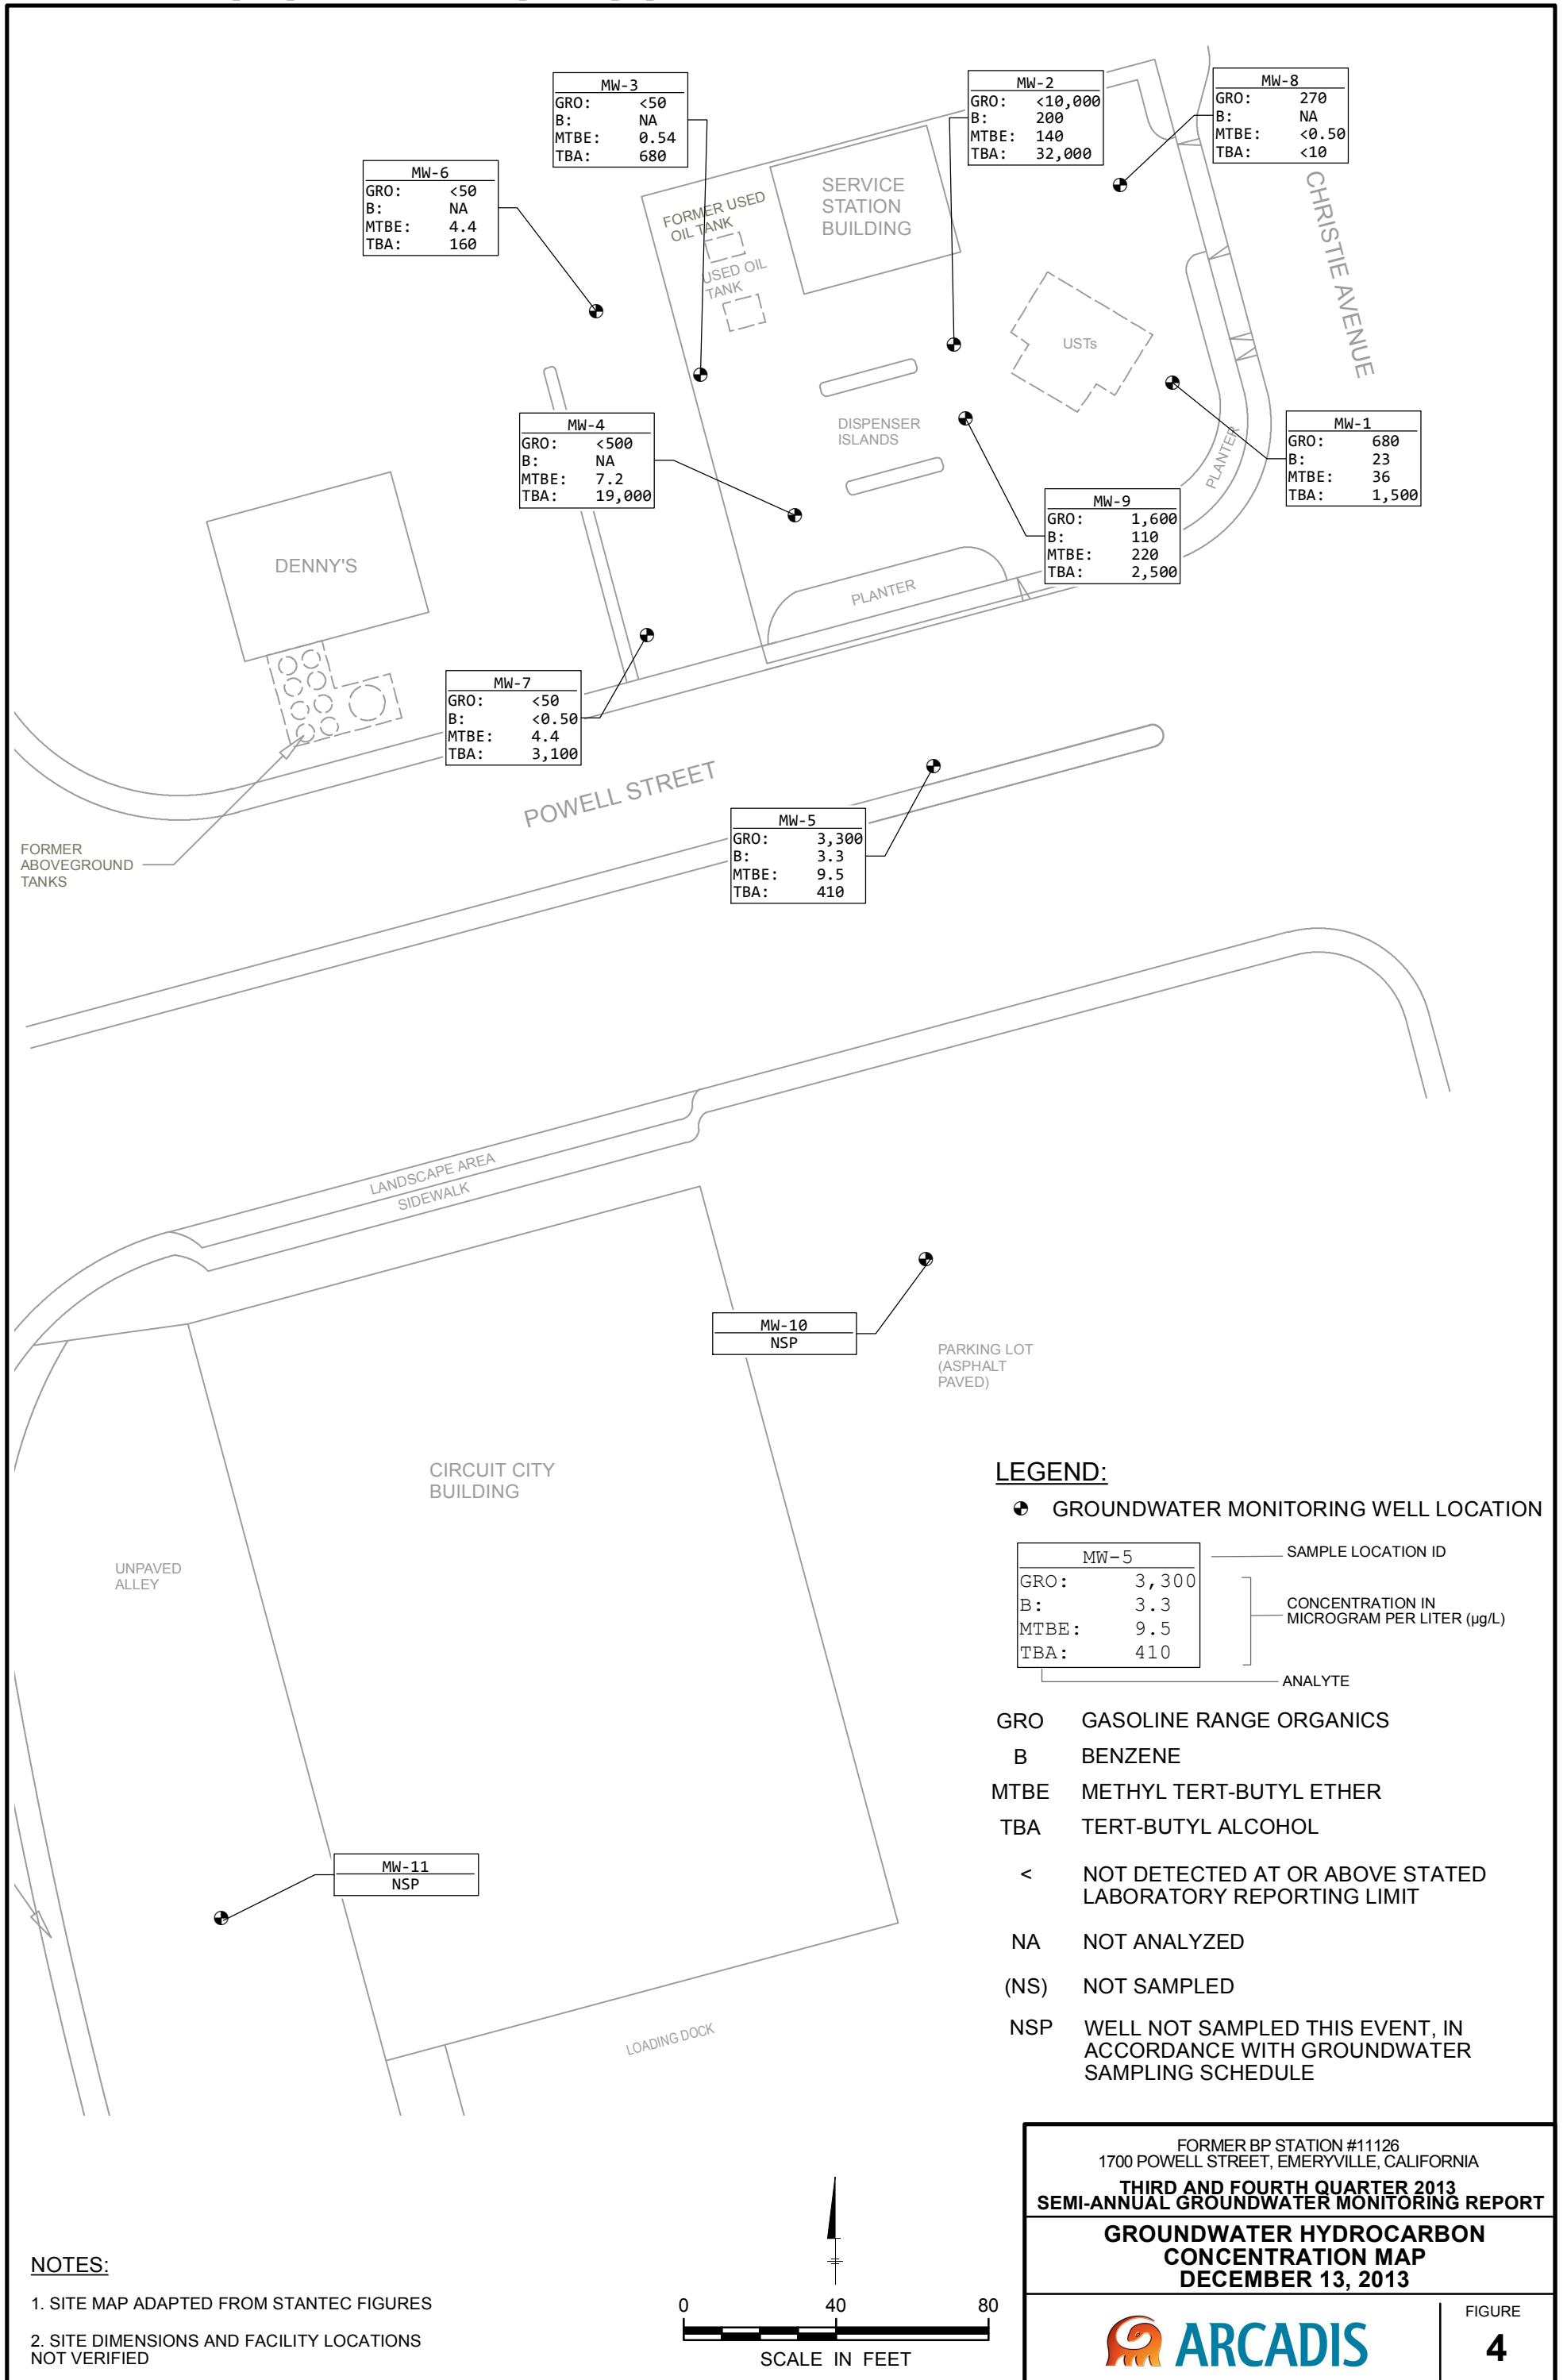 MW-3
GRO: <50
B: NA
MTBE: 0.54
TBA: 680
MW-2
GRO: <10,000
B: 200
MTBE: 140
TBA: 32,000
MW-8
GRO: 270
B: NA
MTBE: <0.50
TBA: <10
MW-6
GRO: <50
B: NA
MTBE: 4.4
TBA: 160
FORMER USED
OIL TANK
USED OIL
TANK
SERVICE
STATION
BUILDING
CHRISTIE AVENUE
USTs
DISPENSER
ISLANDS
MW-4
GRO: <500
B: NA
MTBE: 7.2
TBA: 19,000
MW-1
GRO: 680
B: 23
MTBE: 36
TBA: 1,500
PLANTER
MW-9
GRO: 1,600
B: 110
MTBE: 220
TBA: 2,500
DENNY'S
PLANTER
MW-7
GRO: <50
B: <0.50
MTBE: 4.4
TBA: 3,100
POWELL STREET
MW-5
GRO: 3,300
B: 3.3
MTBE: 9.5
TBA: 410
FORMER
ABOVEGROUND
TANKS
LANDSCAPE AREA
SIDEWALK
MW-10
NSP
PARKING LOT
(ASPHALT
PAVED)
CIRCUIT CITY
BUILDING
UNPAVED
ALLEY
MW-11
NSP
LOADING DOCK
LEGEND:
GROUNDWATER MONITORING WELL LOCATION
MW-5
GRO: 3,300
B: 3.3
MTBE: 9.5
TBA: 410
SAMPLE LOCATION ID
CONCENTRATION IN
MICROGRAM PER LITER (µg/L)
ANALYTE
GRO GASOLINE RANGE ORGANICS
B BENZENE
MTBE METHYL TERT-BUTYL ETHER
TBA TERT-BUTYL ALCOHOL
< NOT DETECTED AT OR ABOVE STATED
LABORATORY REPORTING LIMIT
NA NOT ANALYZED
(NS) NOT SAMPLED
NSP WELL NOT SAMPLED THIS EVENT, IN
ACCORDANCE WITH GROUNDWATER
SAMPLING SCHEDULE
NOTES:
1. SITE MAP ADAPTED FROM STANTEC FIGURES
2. SITE DIMENSIONS AND FACILITY LOCATIONS
NOT VERIFIED
0 40 80
SCALE IN FEET
FORMER BP STATION #11126
1700 POWELL STREET, EMERYVILLE, CALIFORNIA
THIRD AND FOURTH QUARTER 2013
SEMI-ANNUAL GROUNDWATER MONITORING REPORT
GROUNDWATER HYDROCARBON
CONCENTRATION MAP
DECEMBER 13, 2013
ARCADIS
FIGURE
4